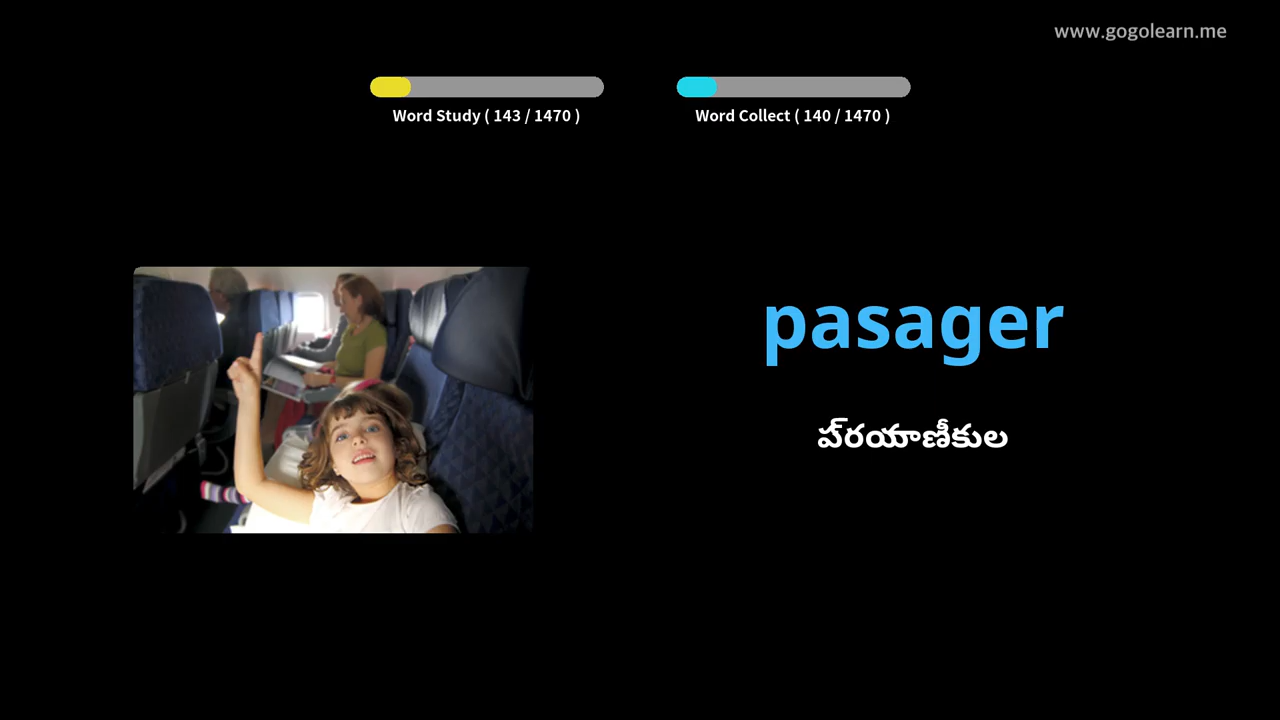 www.gogolearn.me
Word Study ( 143 / 1470 )
Word Collect ( 140 / 1470 )
pasager
ప్రయాణీకుల